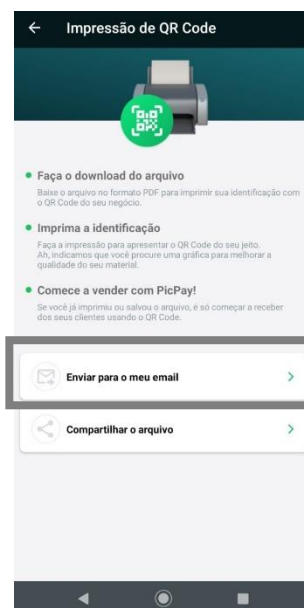 Impressão de QR Code
Faça o download do arquivo
Baixe o arquivo no formato PDF para imprimir sua identificação com
o QR Code do seu negócio.
Imprima a identificação
Faça a impressão para apresentar o QR Code do seu jeito.
Ah, indicamos que você procure uma gráfica para melhorar a
qualidade do seu material.
Comece a vender com PicPay!
Se você já imprimiu ou salvou o arquivo, é só começar a receber
dos seus clientes usando o QR Code.
Enviar para o meu email
Compartilhar o arquivo